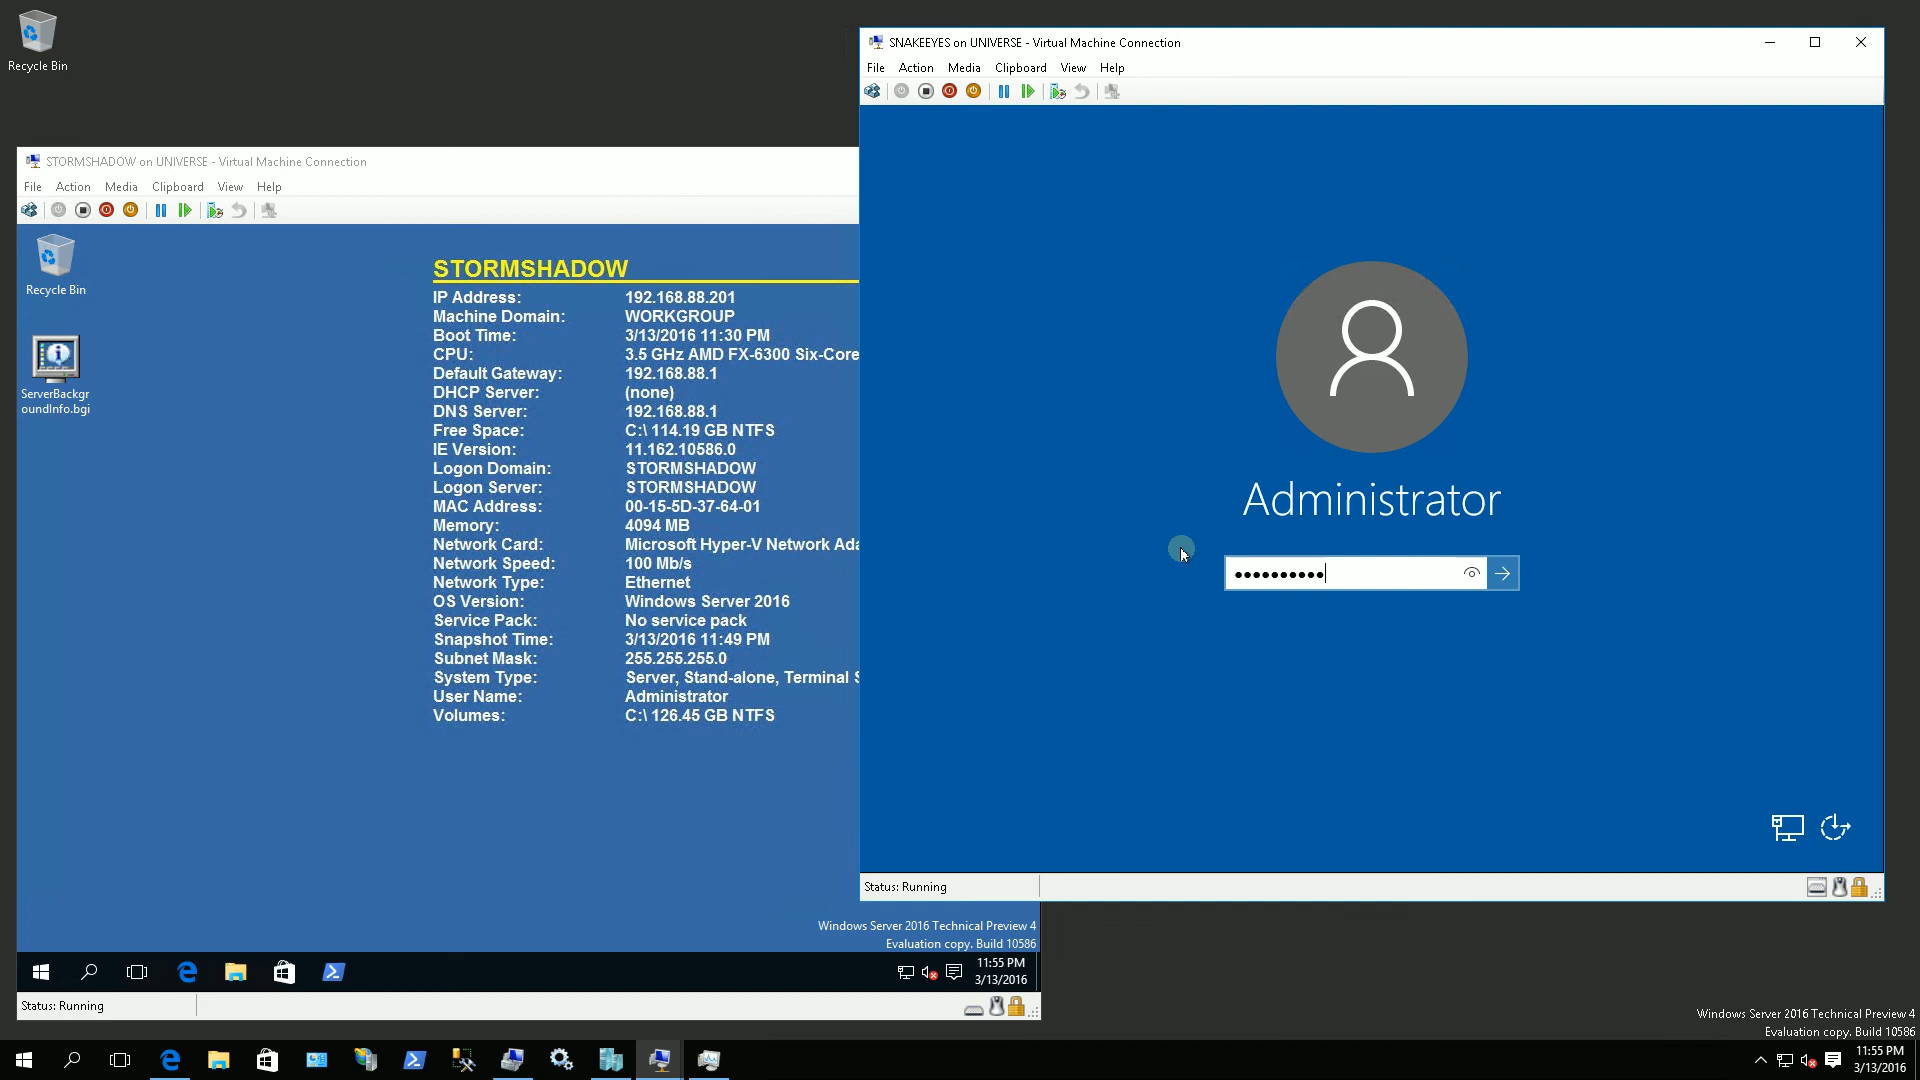 Recycle Bin
SNAKEEYES on UNIVERSE - Virtual Machine Connection
File Action Media Clipboard View Help
STORMSHADOW on UNIVERSE - Virtual Machine Connection
File Action Media Clipboard View Help
Recycle Bin
ServerBackgr
oundInfo.bgi
STORMSHADOW
IP Address: 192.168.88.201
Machine Domain: WORKGROUP
Boot Time: 3/13/2016 11:30 PM
CPU: 3.5 GHz AMD FX-6300 Six-Core
Default Gateway: 192.168.88.1
DHCP Server: (none)
DNS Server: 192.168.88.1
Free Space: C:\ 114.19 GB NTFS
IE Version: 11.162.10586.0
Logon Domain: STORMSHADOW
Logon Server: STORMSHADOW
MAC Address: 00-15-5D-37-64-01
Memory: 4094 MB
Network Card: Microsoft Hyper-V Network Ada
Network Speed: 100 Mb/s
Network Type: Ethernet
OS Version: Windows Server 2016
Service Pack: No service pack
Snapshot Time: 3/13/2016 11:49 PM
Subnet Mask: 255.255.255.0
System Type: Server, Stand-alone, Terminal S
User Name: Administrator
Volumes: C:\ 126.45 GB NTFS
Administrator
Status: Running
Windows Server 2016 Technical Preview 4
Evaluation copy. Build 10586
11:55 PM
3/13/2016
Status: Running
Windows Server 2016 Technical Preview 4
Evaluation copy. Build 10586
11:55 PM
3/13/2016